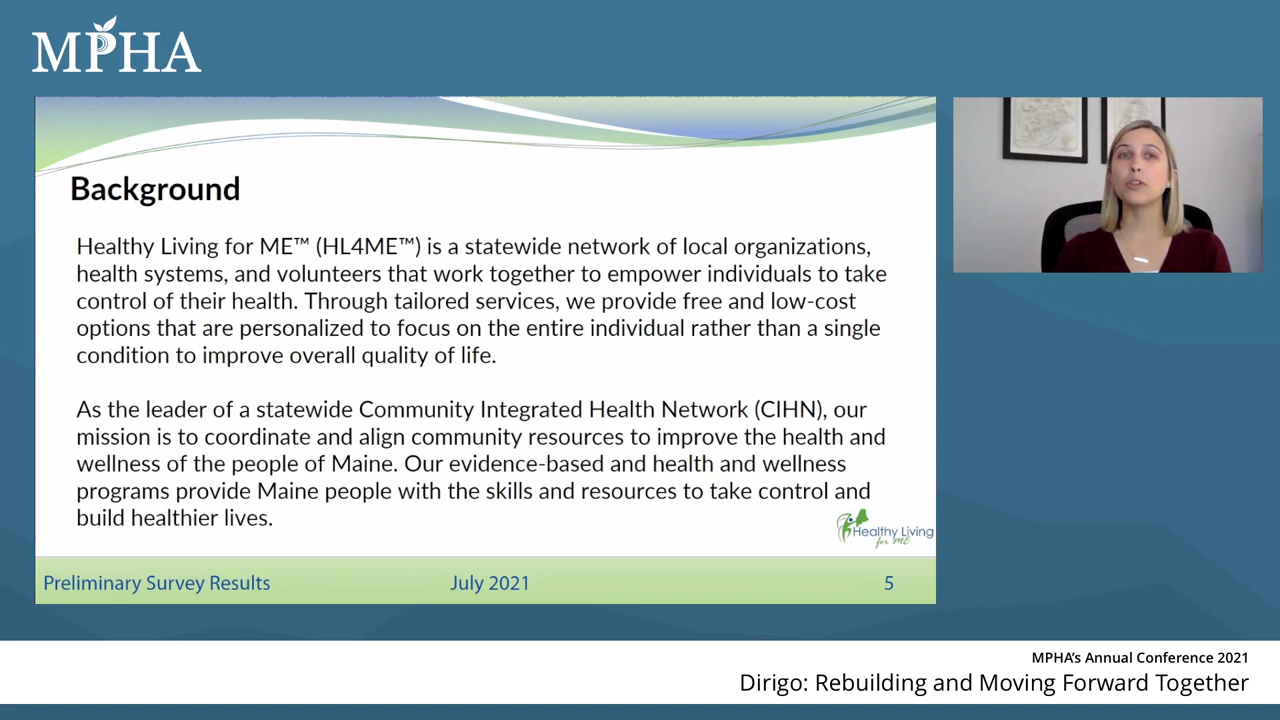 MPHA
Background
Healthy Living for ME™ (HL4ME™) is a statewide network of local organizations,
health systems, and volunteers that work together to empower individuals to take
control of their health. Through tailored services, we provide free and low-cost
options that are personalized to focus on the entire individual rather than a single
condition to improve overall quality of life.
As the leader of a statewide Community Integrated Health Network (CIHN), our
mission is to coordinate and align community resources to improve the health and
wellness of the people of Maine. Our evidence-based and health and wellness
programs provide Maine people with the skills and resources to take control and
build healthier lives.
Healthy Living
for ME
Preliminary Survey Results July 2021 5
MPHA's Annual Conference 2021
Dirigo: Rebuilding and Moving Forward Together